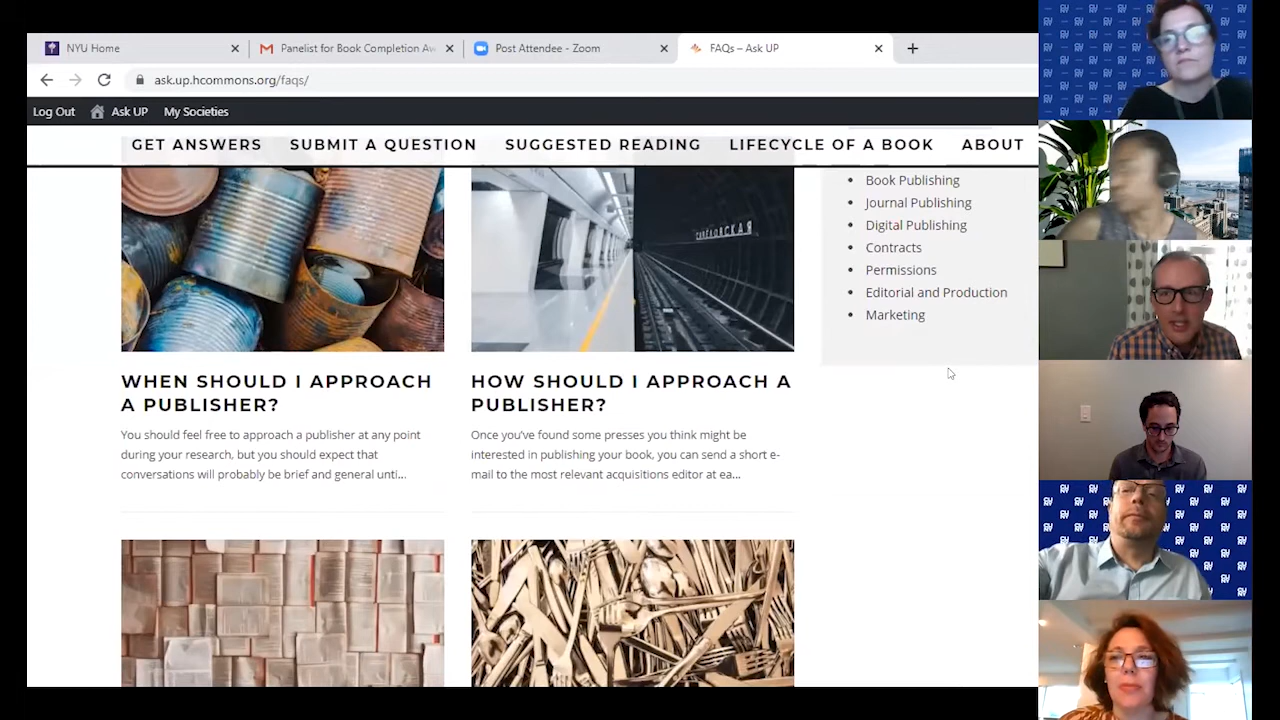 NYU Home
Panelist for Book Completion Aw
Post Attendee - Zoom
FAQs – Ask UP
ask.up.hcommons.org/faqs/
Log Out
Ask UP
My Societies
GET ANSWERS
SUBMIT A QUESTION
SUGGESTED READING
LIFECYCLE OF A BOOK
ABOUT
WHEN SHOULD I APPROACH
A PUBLISHER?
You should feel free to approach a publisher at any point
during your research, but you should expect that
conversations will probably be brief and general unti...
HOW SHOULD I APPROACH A
PUBLISHER?
Once you've found some presses you think might be
interested in publishing your book, you can send a short e-
mail to the most relevant acquisitions editor at ea...
Book Publishing
Journal Publishing
Digital Publishing
Contracts
Permissions
Editorial and Production
Marketing